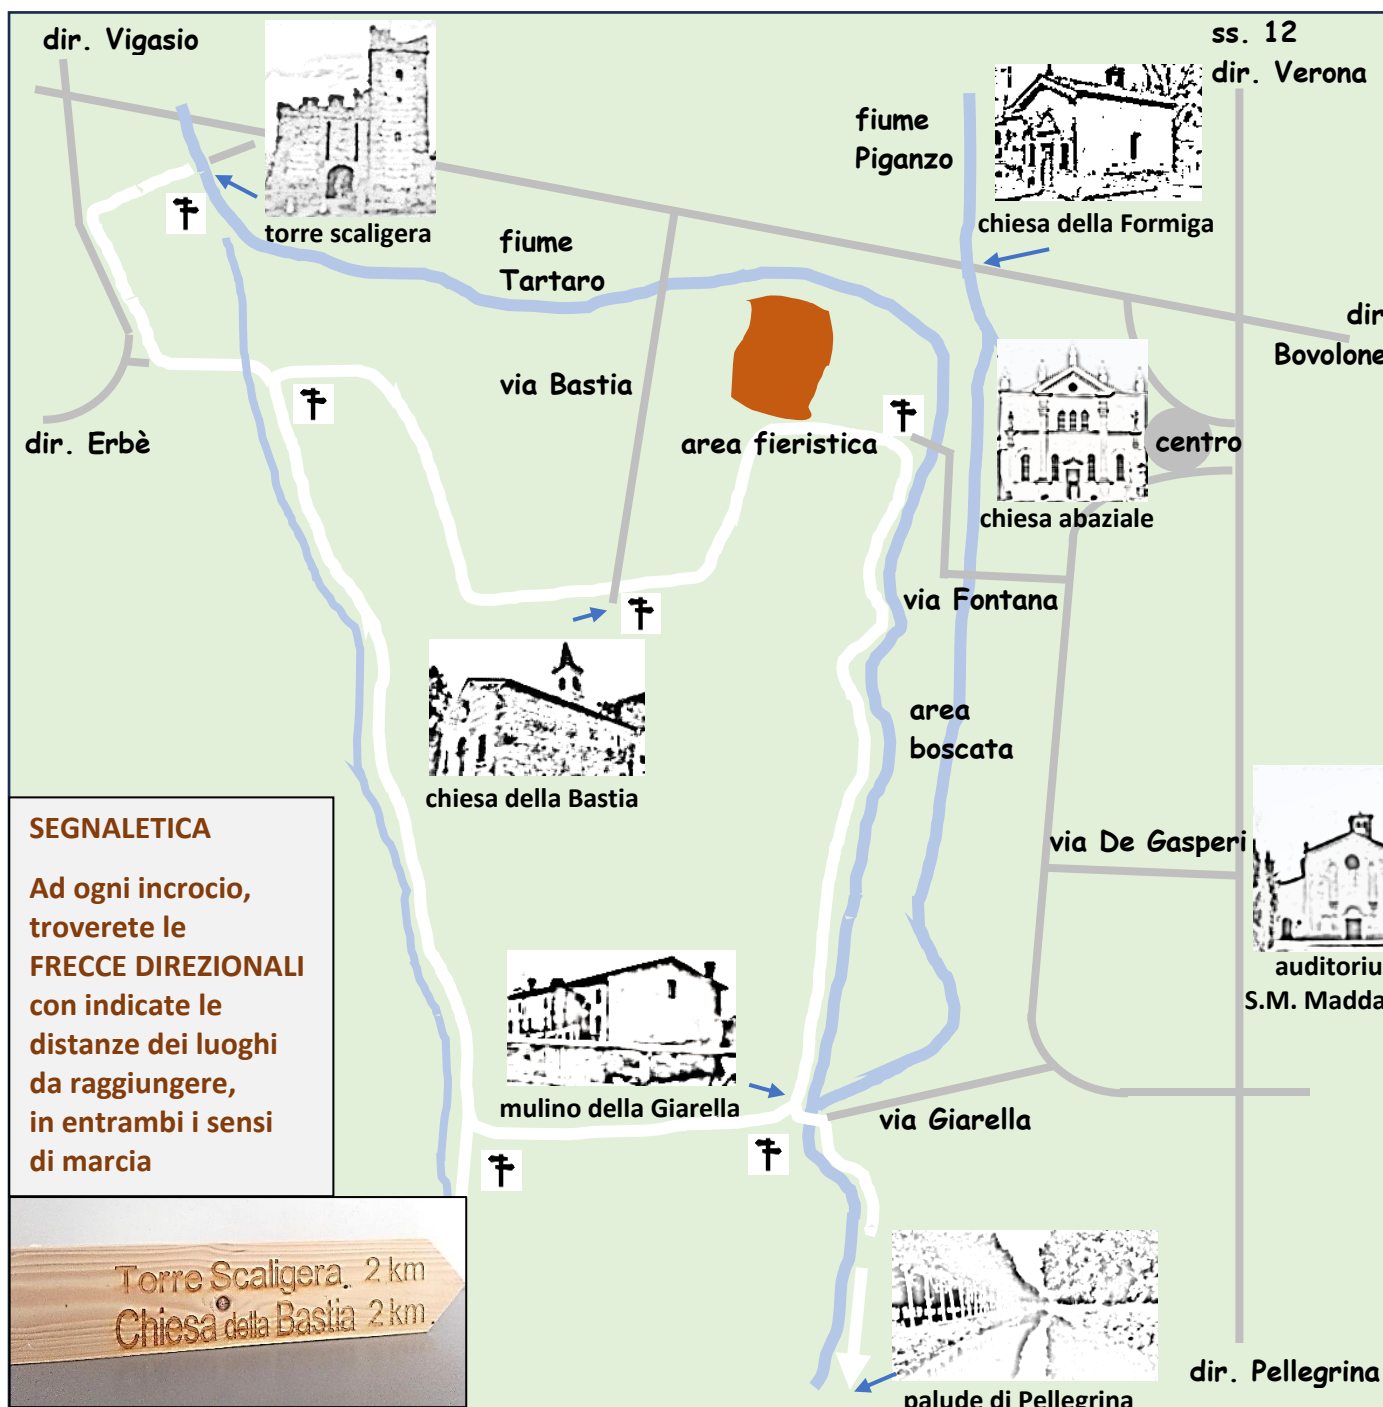 dir. Vigasio
ss. 12
dir. Verona
fiume
Piganzo
torre scaligera
chiesa della Formiga
fiume
Tartaro
dir
Bovolone
via Bastia
dir. Erbè
area fieristica
centro
chiesa abaziale
via Fontana
area
boscata
chiesa della Bastia
via De Gasperi
SEGNALETICA
Ad ogni incrocio,
troverete le
FRECCE DIREZIONALI
con indicate le
distanze dei luoghi
da raggiungere,
in entrambi i sensi
di marcia
auditoriu
S.M. Madda
mulino della Giarella
via Giarella
Torre Scaligera. 2 km
Chiesa della Bastia 2 km.
dir. Pellegrina
palude di Pellegrina